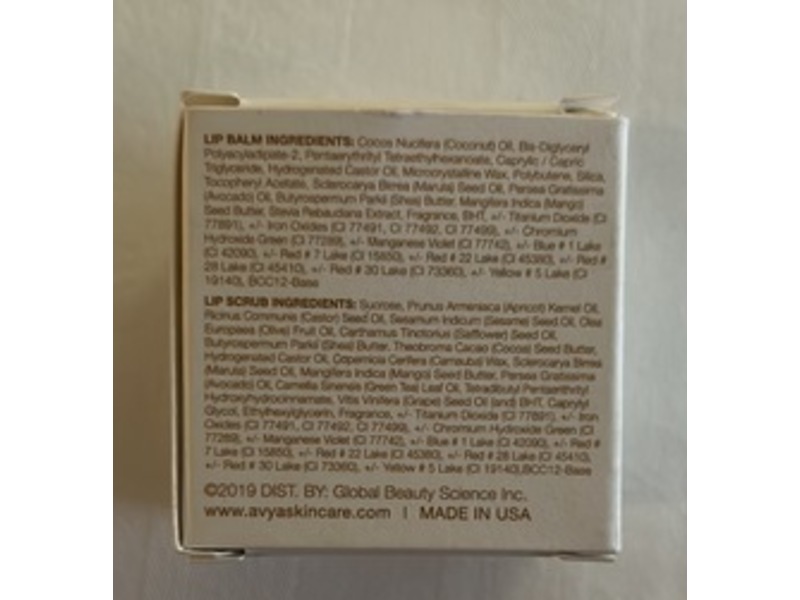 LIP BALM INGREDIENTS: Cocos Nucifera (Coconut) Oil, Bis-Diglyceryl
Polyacyladipate-2, Pentaerythrityl Tetraethylhexanoate, Caprylic / Capric
Triglyceride, Hydrogenated Castor Oil, Microcrystalline Wax, Polybutene, Silica,
Tocopheryl Acetate, Sclerocarya Birrea (Marula) Seed Oil, Persea Gratissima
(Avocado) Oil, Butyrospermum Parkii (Shea) Butter, Mangifera Indica (Mango)
Seed Butter, Stevia Rebaudiana Extract, Fragrance, BHT, +/- Titanium Dioxide (CI
77891), +/- Iron Oxides (CI 77491, CI 77492, CI 77499), +/- Chromium
Hydroxide Green (CI 77289), +/- Manganese Violet (CI 77742), +/- Blue # 1 Lake
(CI 42090), +/- Red # 7 Lake (CI 15850), +/- Red # 22 Lake (CI 45380), +/- Red #
28 Lake (CI 45410), +/- Red # 30 Lake (CI 73360), +/- Yellow # 5 Lake (CI
19140), BCC12-Base
LIP SCRUB INGREDIENTS: Sucrose, Prunus Armeniaca (Apricot) Kernel Oil,
Ricinus Communis (Castor) Seed Oil, Sesamum Indicum (Sesame) Seed Oil, Olea
Europaea (Olive) Fruit Oil, Carthamus Tinctorius (Safflower) Seed Oil,
Butyrospermum Parkii (Shea) Butter, Theobroma Cacao (Cocoa) Seed Butter,
Hydrogenated Castor Oil, Copernicia Cerifera (Carnauba) Wax, Sclerocarya Birrea
(Marula) Seed Oil, Mangifera Indica (Mango) Seed Butter, Persea Gratissima
(Avocado) Oil, Camellia Sinensis (Green Tea) Leaf Oil, Tetradibutyl Pentaerithrityl
Hydroxyhydrocinnamate, Vitis Vinifera (Grape) Seed Oil (and) BHT, Caprylyl
Glycol, Ethylhexylglycerin, Fragrance, +/- Titanium Dioxide (CI 77891), +/- Iron
Oxides (CI 77491, CI 77492, CI 77499), +/- Chromium Hydroxide Green (CI
77289), +/- Manganese Violet (CI 77742), +/- Blue # 1 Lake (CI 42090), +/- Red #
7 Lake (CI 15850), +/- Red # 22 Lake (CI 45380), +/- Red # 28 Lake (CI 45410),
+/- Red # 30 Lake (CI 73360), +/- Yellow # 5 Lake (CI 19140),BCC12-Base
©2019 DIST. BY: Global Beauty Science Inc.
www.avyaskincare.com | MADE IN USA